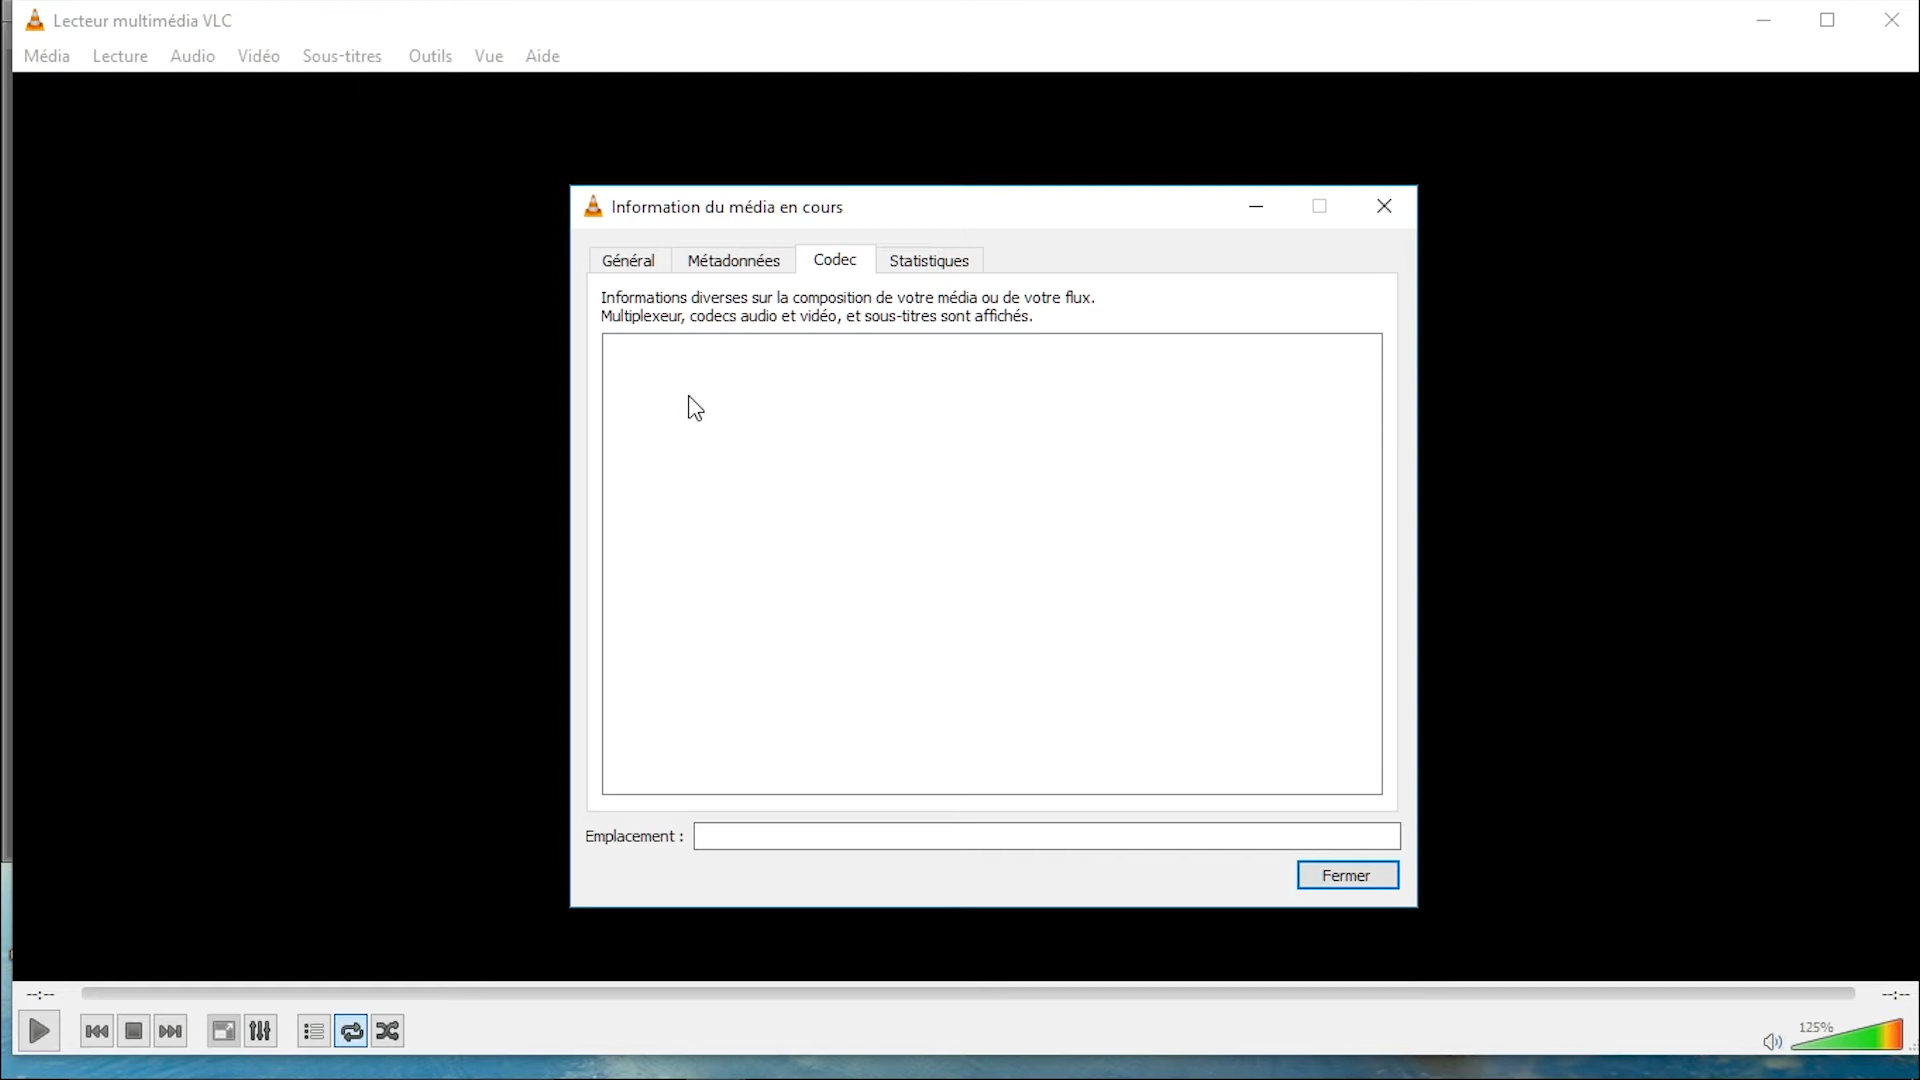 Lecteur multimédia VLC
Média Lecture Audio Vidéo Sous-titres Outils Vue Aide
Information du média en cours
Général Métadonnées Codec Statistiques
Informations diverses sur la composition de votre média ou de votre flux.
Multiplexeur, codecs audio et vidéo, et sous-titres sont affichés.
Emplacement :
Fermer
--:-- --:--
125%